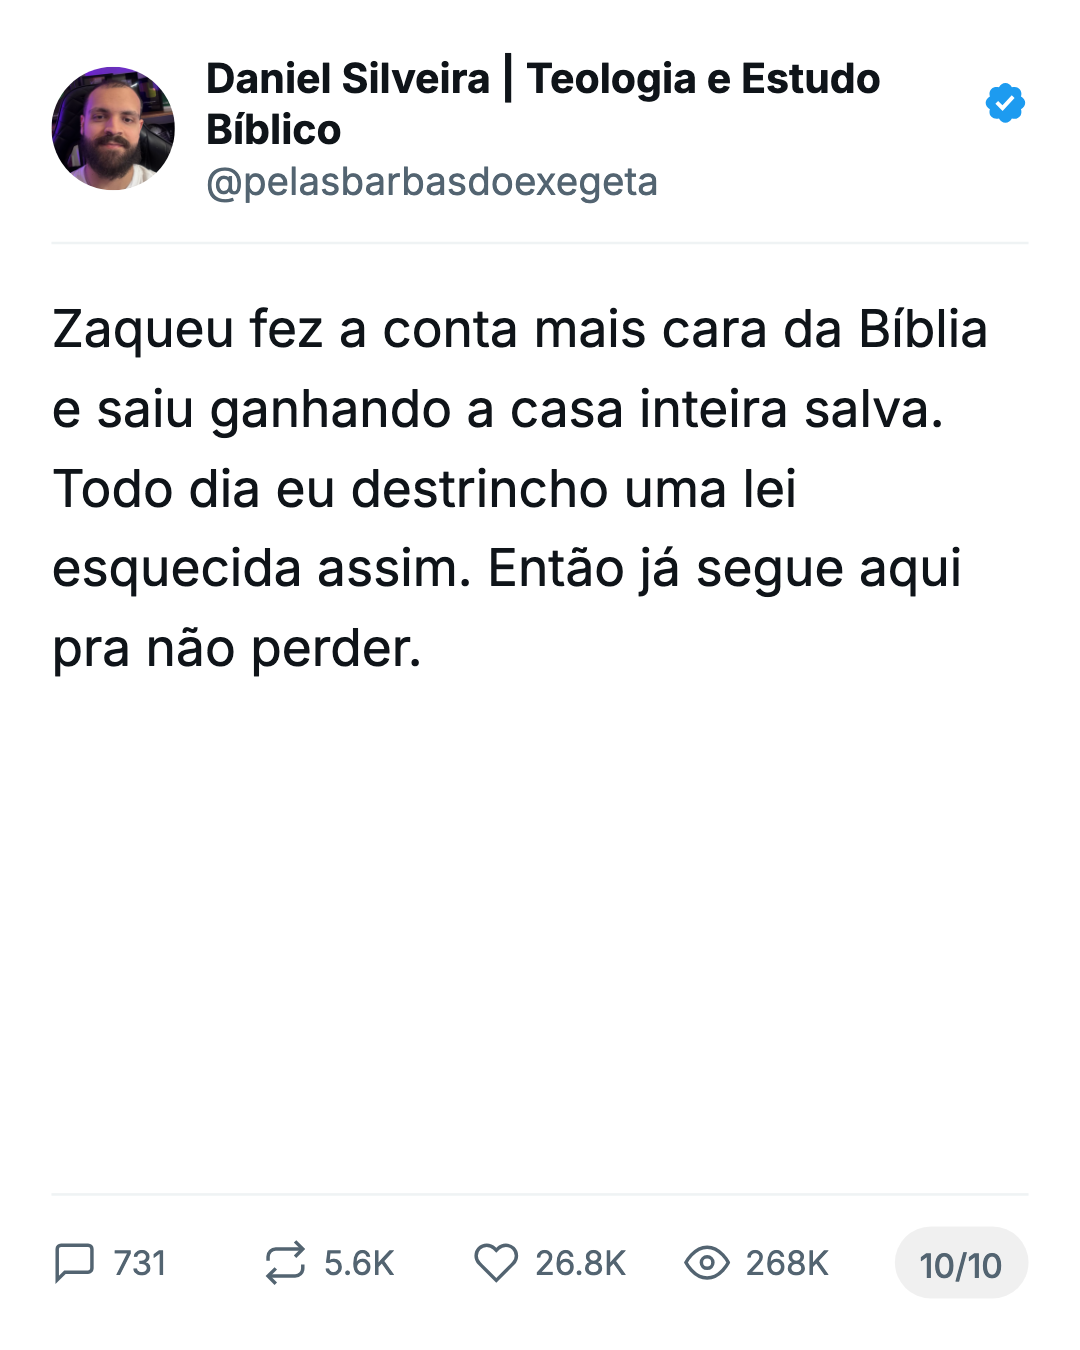 Daniel Silveira | Teologia e Estudo
Bíblico
@pelasbarbasdoexegeta
Zaqueu fez a conta mais cara da Bíblia
e saiu ganhando a casa inteira salva.
Todo dia eu destrincho uma lei
esquecida assim. Então já segue aqui
pra não perder.
731 5.6K 26.8K 268K 10/10